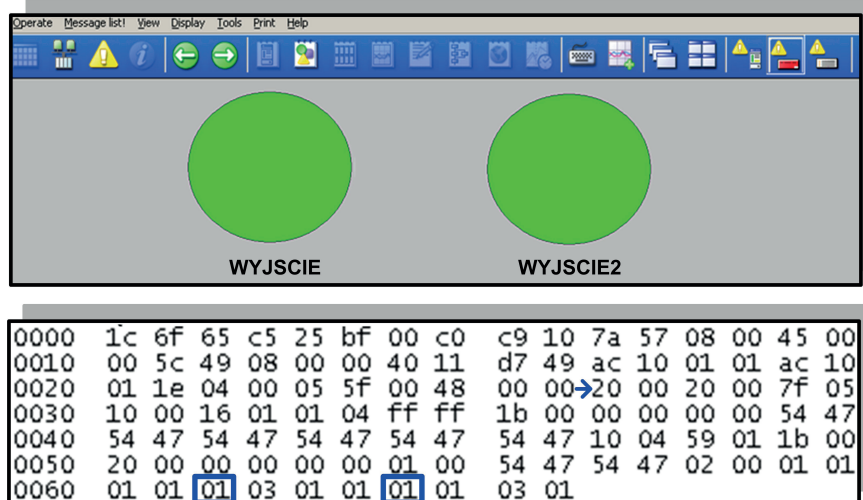 Operate Message list! View Display Tools Print Help
WYJSCIE WYJSCIE2
0000 1c 6f 65 c5 25 bf 00 c0 c9 10 7a 57 08 00 45 00
0010 00 5c 49 08 00 00 40 11 d7 49 ac 10 01 01 ac 10
0020 01 1e 04 00 05 5f 00 48 00 00→20 00 20 00 7f 05
0030 10 00 16 01 01 04 ff ff 1b 00 00 00 00 00 54 47
0040 54 47 54 47 54 47 54 47 54 47 10 04 59 01 1b 00
0050 20 00 00 00 00 00 01 00 54 47 54 47 02 00 01 01
0060 01 01 01 03 01 01 01 01 03 01